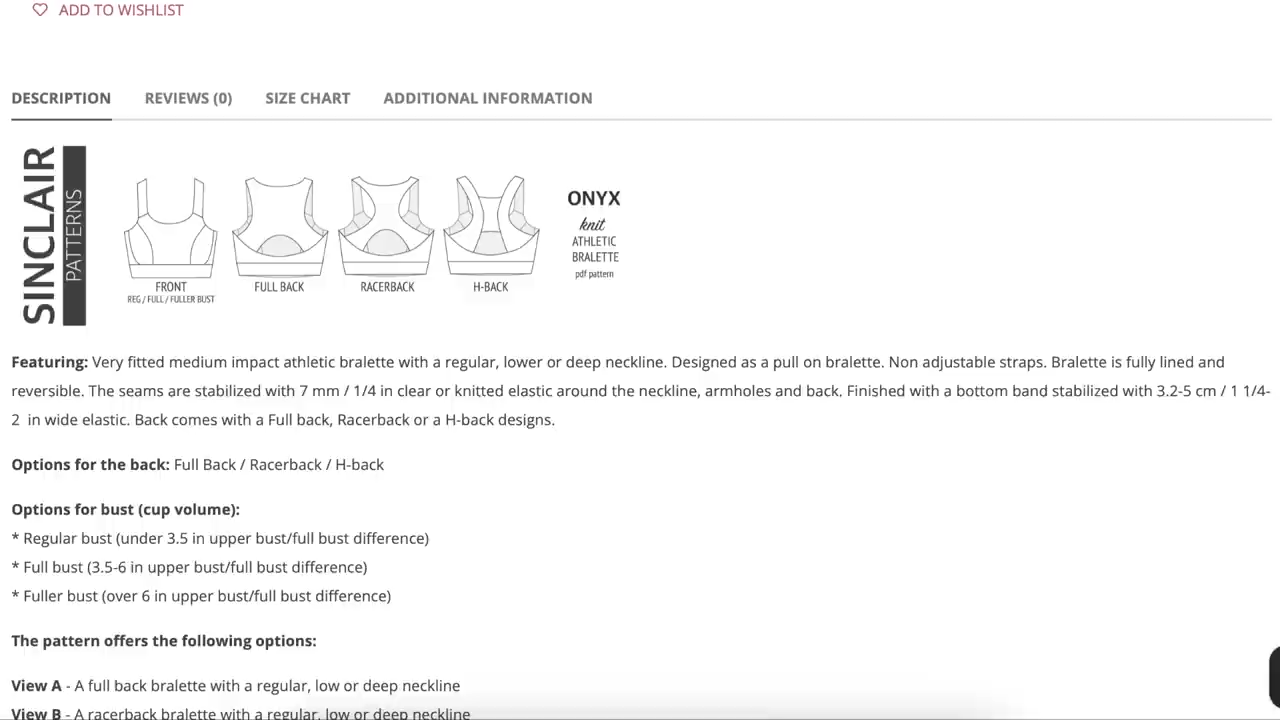 ADD TO WISHLIST
DESCRIPTION REVIEWS (0) SIZE CHART ADDITIONAL INFORMATION
SINCLAIR
PATTERNS
FRONT
REG / FULL / FULLER BUST
FULL BACK
RACERBACK
H-BACK
ONYX
knit
ATHLETIC
BRALETTE
pdf pattern
Featuring: Very fitted medium impact athletic bralette with a regular, lower or deep neckline. Designed as a pull on bralette. Non adjustable straps. Bralette is fully lined and
reversible. The seams are stabilized with 7 mm / 1/4 in clear or knitted elastic around the neckline, armholes and back. Finished with a bottom band stabilized with 3.2-5 cm / 1 1/4-
2 in wide elastic. Back comes with a Full back, Racerback or a H-back designs.
Options for the back: Full Back / Racerback / H-back
Options for bust (cup volume):
* Regular bust (under 3.5 in upper bust/full bust difference)
* Full bust (3.5-6 in upper bust/full bust difference)
* Fuller bust (over 6 in upper bust/full bust difference)
The pattern offers the following options:
View A - A full back bralette with a regular, low or deep neckline
View B - A racerback bralette with a regular, low or deep neckline